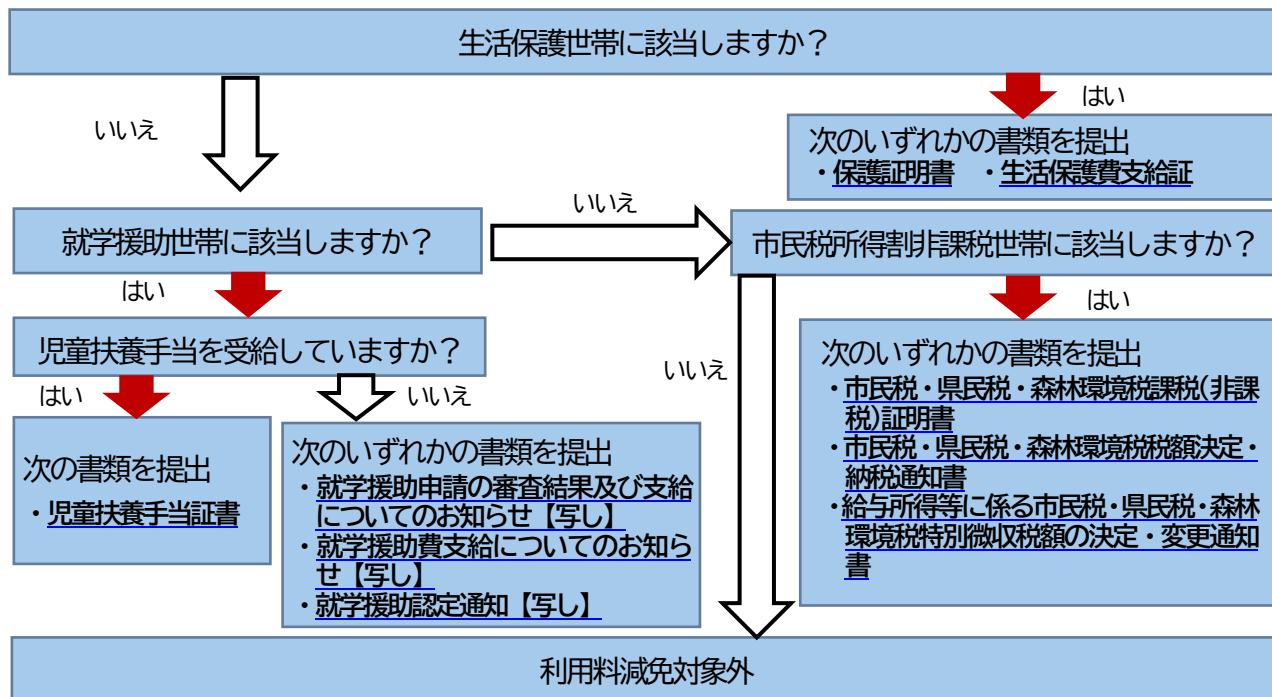 生活保護世帯に該当しますか？
はい
いいえ
次のいずれかの書類を提出
・保護証明書　・生活保護費支給証
いいえ
就学援助世帯に該当しますか？
市民税所得割非課税世帯に該当しますか？
はい
はい
児童扶養手当を受給していますか？
いいえ
はい
いいえ
次の書類を提出
・児童扶養手当証書
次のいずれかの書類を提出
・就学援助申請の審査結果及び支給
についてのお知らせ【写し】
・就学援助費支給についてのお知ら
せ【写し】
・就学援助認定通知【写し】
次のいずれかの書類を提出
・市民税・県民税・森林環境税課税(非課
税)証明書
・市民税・県民税・森林環境税税額決定・
納税通知書
・給与所得等に係る市民税・県民税・森林
環境税特別徴収税額の決定・変更通知
書
利用料減免対象外